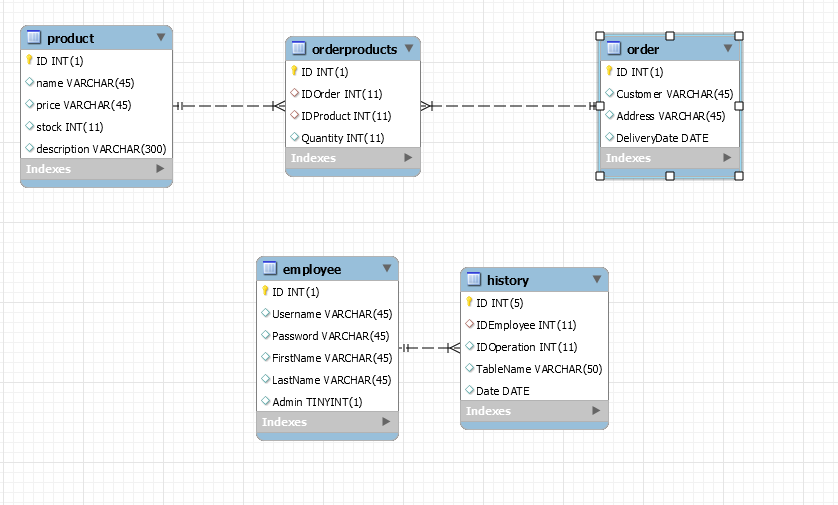 product
ID INT(1)
name VARCHAR(45)
price VARCHAR(45)
stock INT(11)
description VARCHAR(300)
Indexes
orderproducts
ID INT(1)
IDOrder INT(11)
IDProduct INT(11)
Quantity INT(11)
Indexes
order
ID INT(1)
Customer VARCHAR(45)
Address VARCHAR(45)
DeliveryDate DATE
Indexes
employee
ID INT(1)
Username VARCHAR(45)
Password VARCHAR(45)
FirstName VARCHAR(45)
LastName VARCHAR(45)
Admin TINYINT(1)
Indexes
history
ID INT(5)
IDEmployee INT(11)
IDOperation INT(11)
TableName VARCHAR(50)
Date DATE
Indexes